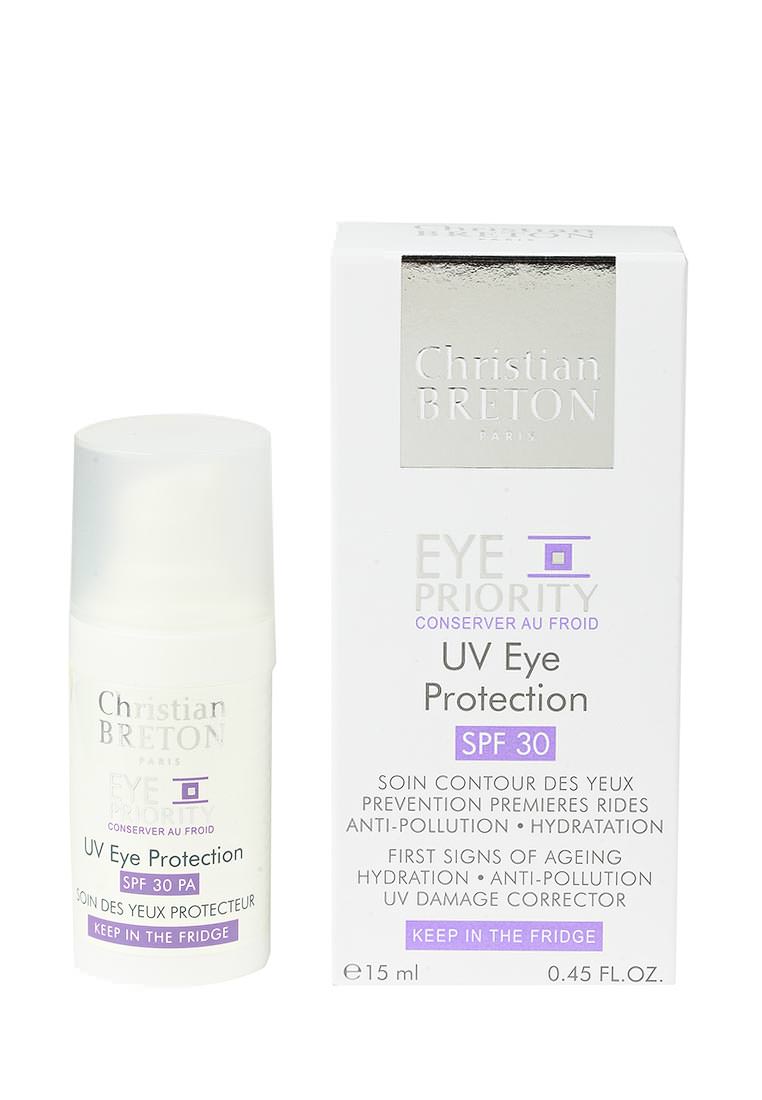 Christian
BRETON
PARIS
EYE
PRIORITY
CONSERVER AU FROID
UV Eye Protection
SPF 30 PA
SOIN DES YEUX PROTECTEUR
KEEP IN THE FRIDGE
Christian
BRETON
PARIS
Christian
BRETON
PARIS
EYE
PRIORITY
CONSERVER AU FROID
UV Eye
Protection
SPF 30
SOIN CONTOUR DES YEUX
PREVENTION PREMIERES RIDES
ANTI-POLLUTION • HYDRATATION
FIRST SIGNS OF AGEING
HYDRATION • ANTI-POLLUTION
UV DAMAGE CORRECTOR
KEEP IN THE FRIDGE
℮15 ml 0.45 FL.OZ.